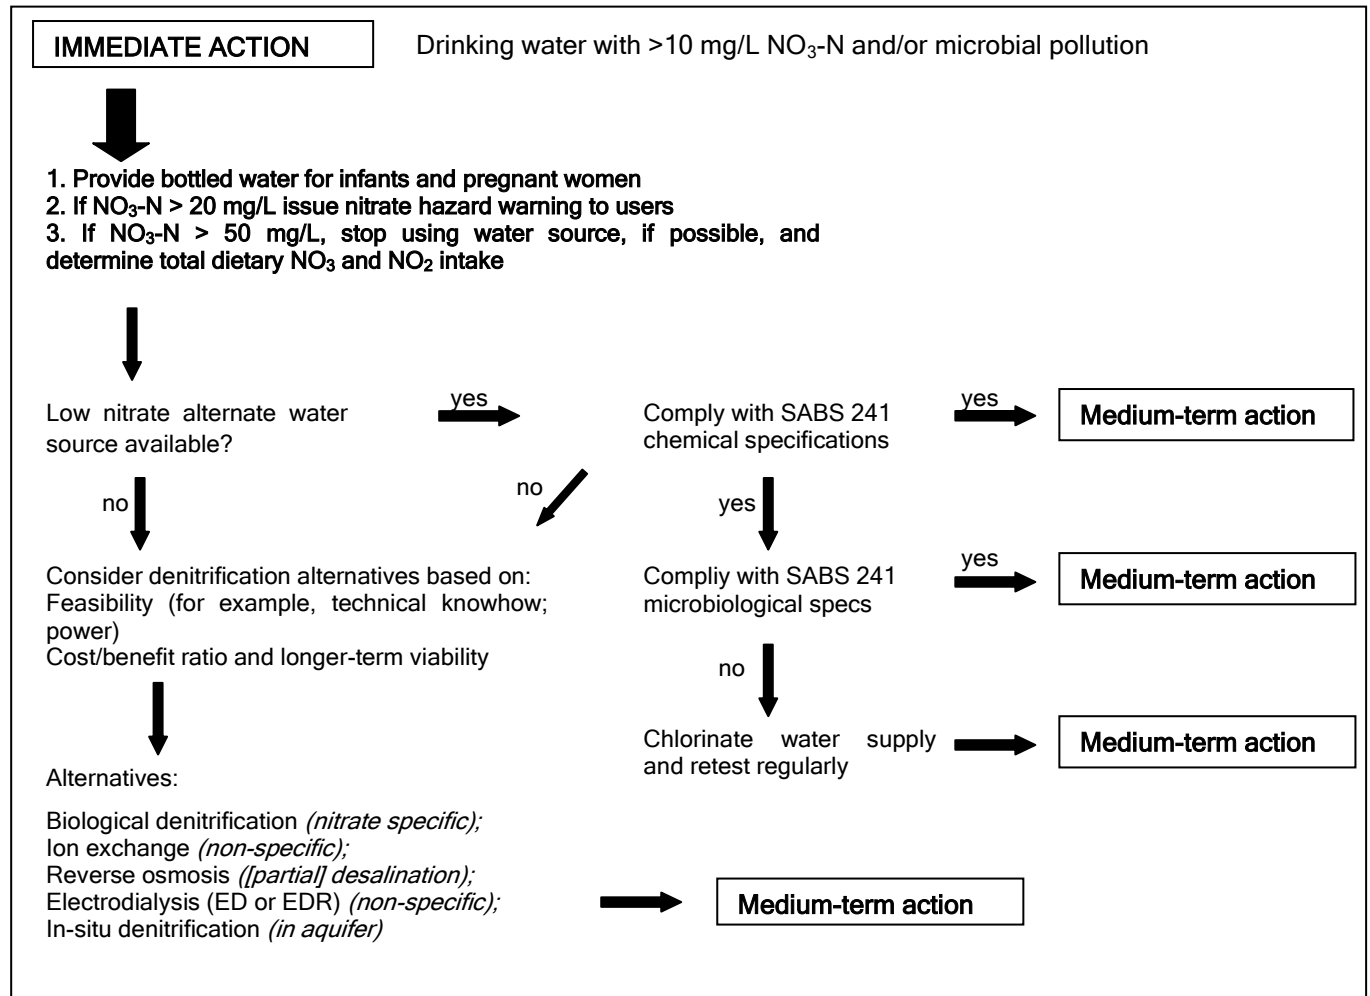 IMMEDIATE ACTION
Drinking water with >10 mg/L NO₃-N and/or microbial pollution
1. Provide bottled water for infants and pregnant women
2. If NO₃-N > 20 mg/L issue nitrate hazard warning to users
3. If NO₃-N > 50 mg/L, stop using water source, if possible, and
determine total dietary NO₃ and NO₂ intake
Low nitrate alternate water
source available?
yes
Comply with SABS 241
chemical specifications
yes
Medium-term action
no
no
yes
Consider denitrification alternatives based on:
Feasibility (for example, technical knowhow;
power)
Cost/benefit ratio and longer-term viability
Compliy with SABS 241
microbiological specs
yes
Medium-term action
no
Chlorinate water supply
and retest regularly
Medium-term action
Alternatives:
Biological denitrification (nitrate specific);
Ion exchange (non-specific);
Reverse osmosis ([partial] desalination);
Electrodialysis (ED or EDR) (non-specific);
In-situ denitrification (in aquifer)
Medium-term action